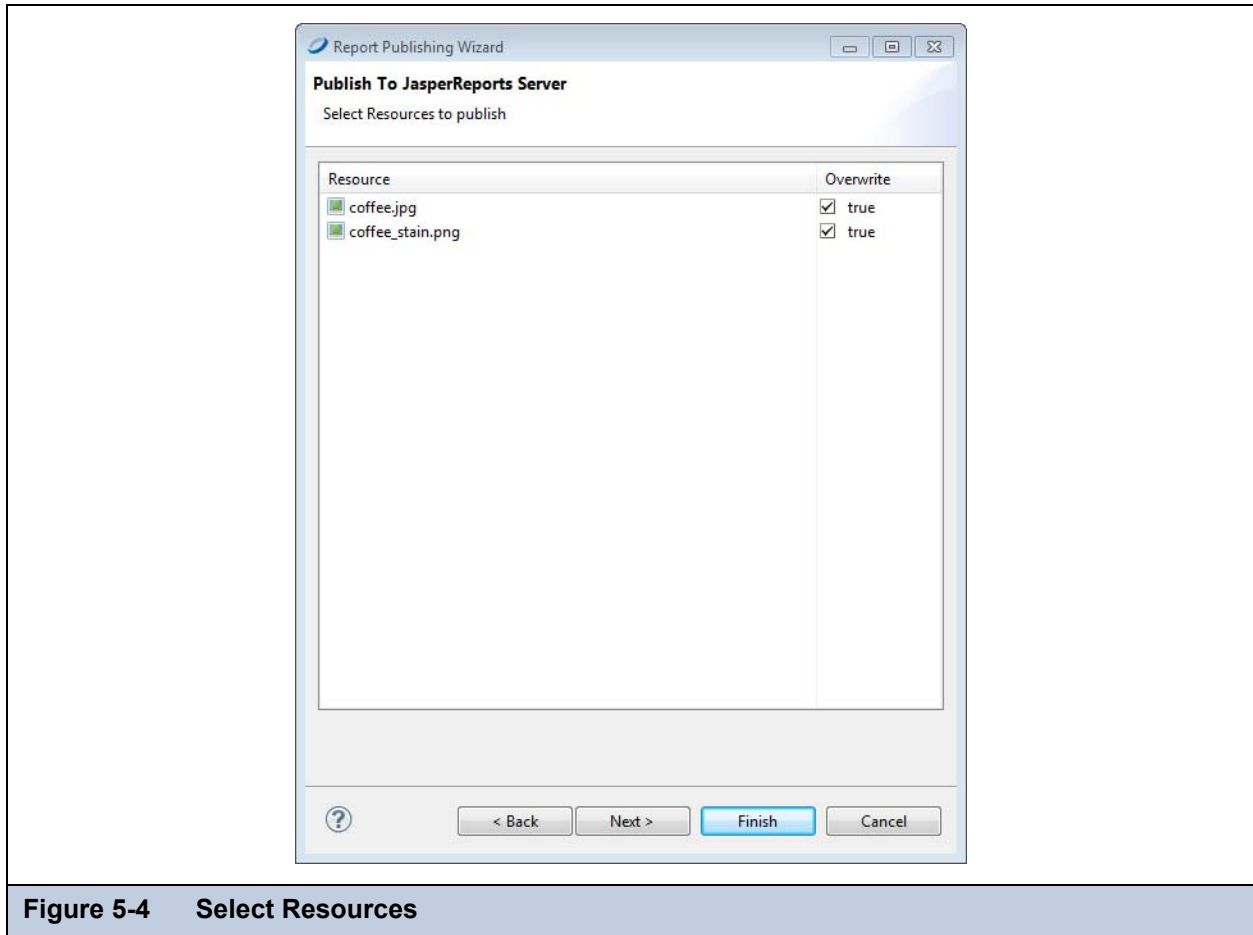 Report Publishing Wizard
Publish To JasperReports Server
Select Resources to publish
Resource Overwrite
coffee.jpg true
coffee_stain.png true
? < Back Next > Finish Cancel
Figure 5-4 Select Resources